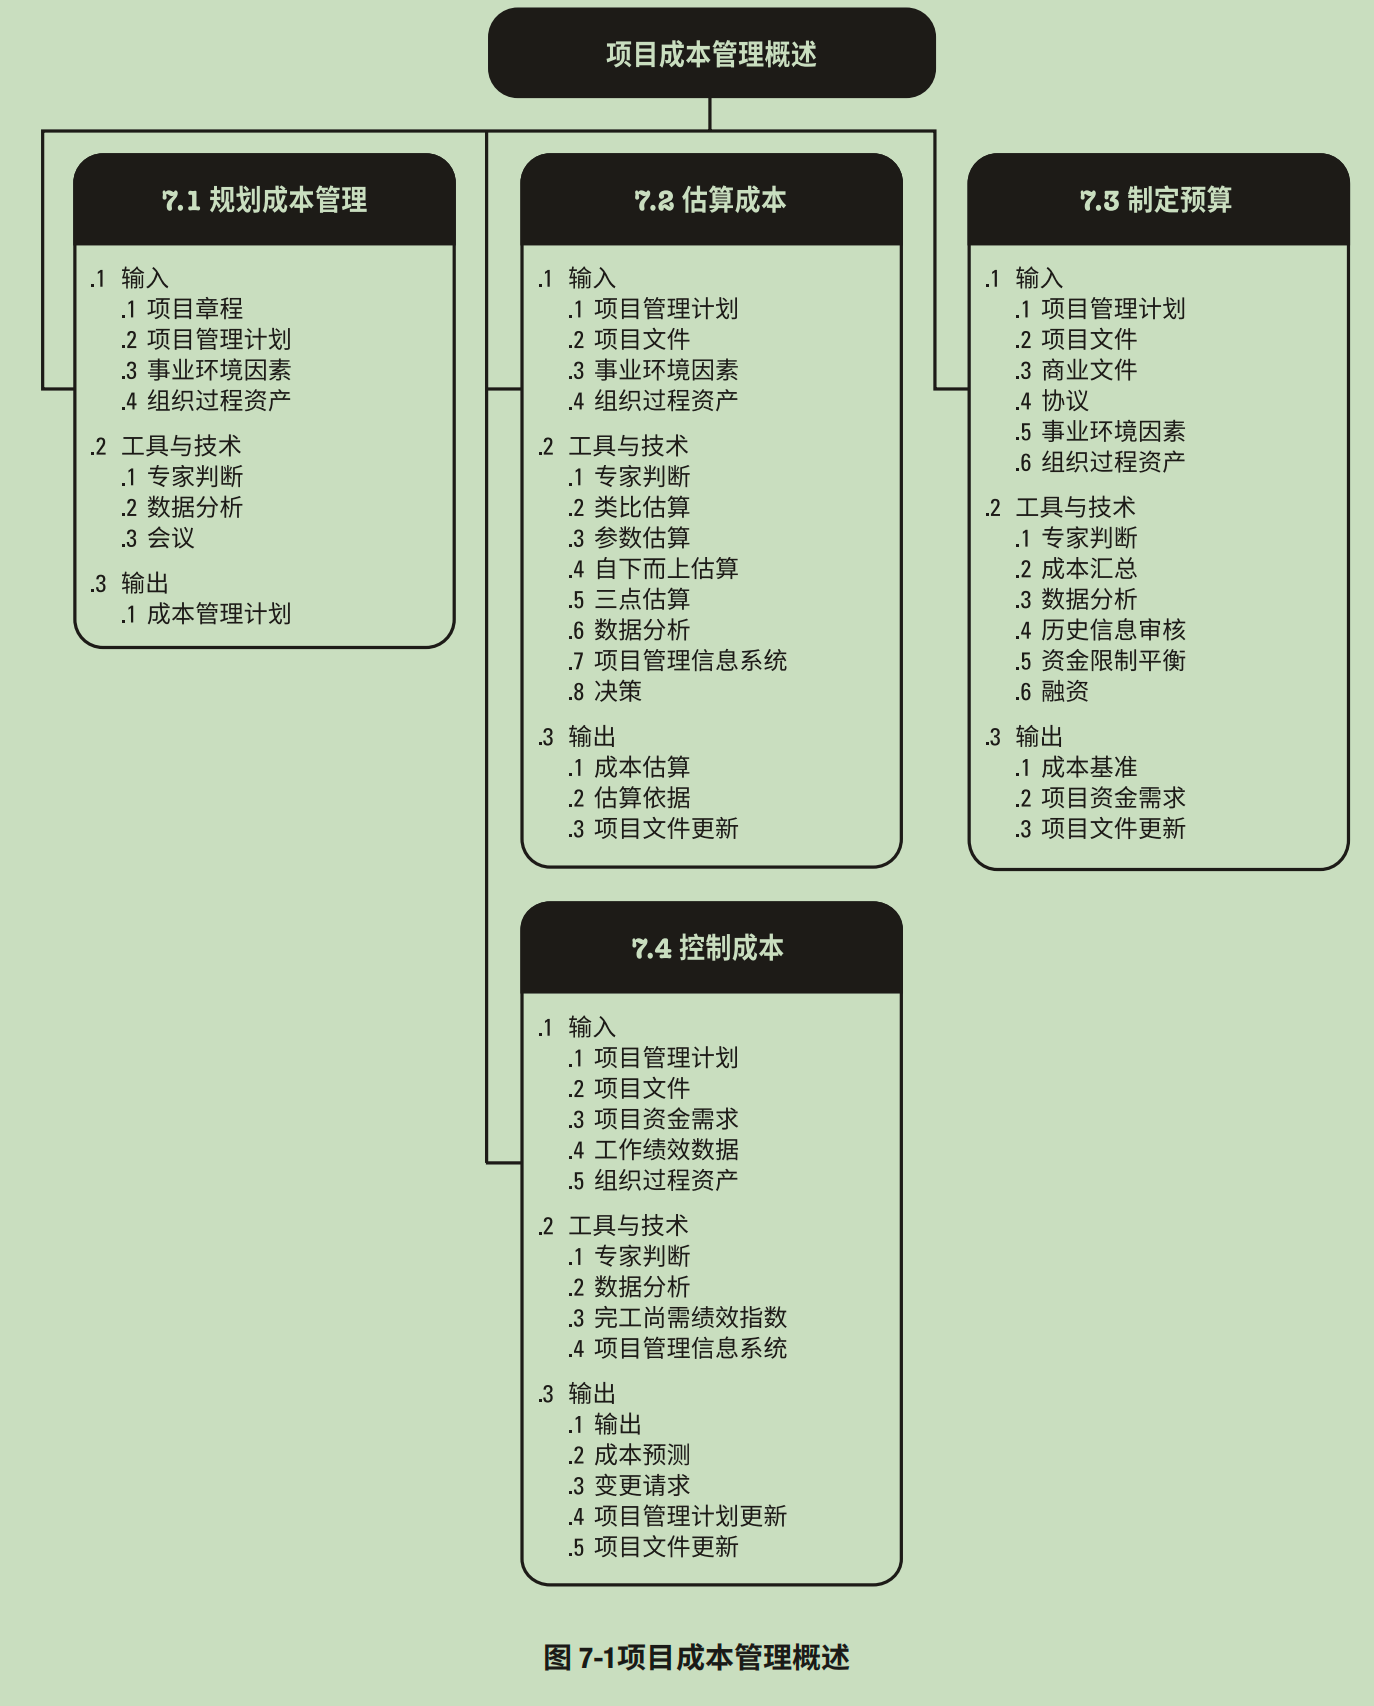 项目成本管理概述
7.1 规划成本管理
.1 输入
.1 项目章程
.2 项目管理计划
.3 事业环境因素
.4 组织过程资产
.2 工具与技术
.1 专家判断
.2 数据分析
.3 会议
.3 输出
.1 成本管理计划
7.2 估算成本
.1 输入
.1 项目管理计划
.2 项目文件
.3 事业环境因素
.4 组织过程资产
.2 工具与技术
.1 专家判断
.2 类比估算
.3 参数估算
.4 自下而上估算
.5 三点估算
.6 数据分析
.7 项目管理信息系统
.8 决策
.3 输出
.1 成本估算
.2 估算依据
.3 项目文件更新
7.3 制定预算
.1 输入
.1 项目管理计划
.2 项目文件
.3 商业文件
.4 协议
.5 事业环境因素
.6 组织过程资产
.2 工具与技术
.1 专家判断
.2 成本汇总
.3 数据分析
.4 历史信息审核
.5 资金限制平衡
.6 融资
.3 输出
.1 成本基准
.2 项目资金需求
.3 项目文件更新
7.4 控制成本
.1 输入
.1 项目管理计划
.2 项目文件
.3 项目资金需求
.4 工作绩效数据
.5 组织过程资产
.2 工具与技术
.1 专家判断
.2 数据分析
.3 完工尚需绩效指数
.4 项目管理信息系统
.3 输出
.1 输出
.2 成本预测
.3 变更请求
.4 项目管理计划更新
.5 项目文件更新
图 7-1项目成本管理概述